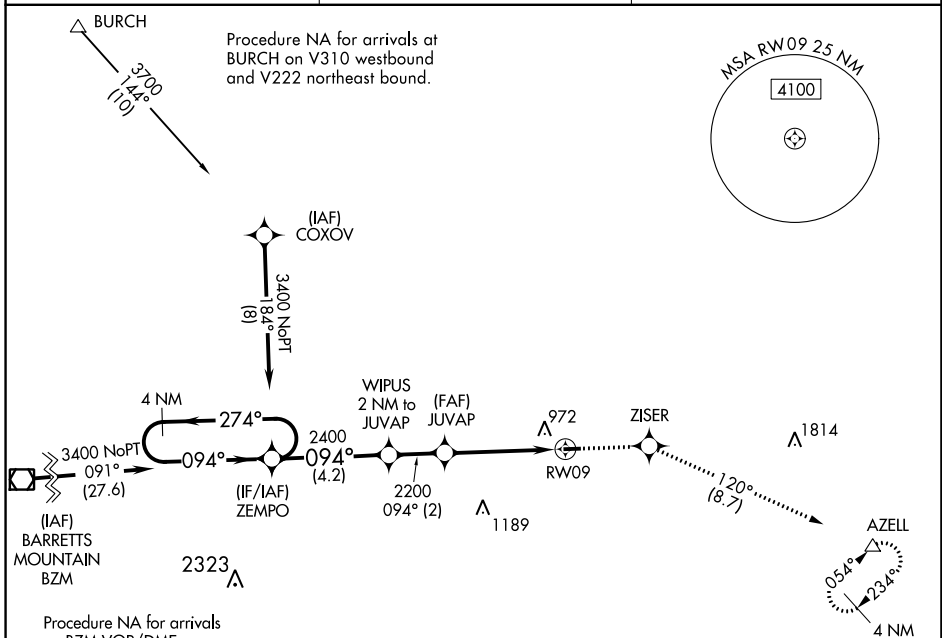 BURCH
3700
144°
(10)
Procedure NA for arrivals at
BURCH on V310 westbound
and V222 northeast bound.
MSA RW09 25 NM
4100
(IAF)
COXOV
3400 NoPT
184°
(8)
4 NM
274°
094°
3400 NoPT
091°
(27.6)
(IAF)
BARRETTS
MOUNTAIN
BZM
(IF/IAF)
ZEMPO
2400
094°
(4.2)
WIPUS
2 NM to
JUVAP
(FAF)
JUVAP
2200
094° (2)
972
RW09
ZISER
1814
1189
2323
120°
(8.7)
AZELL
054°
234°
4 NM
Procedure NA for arrivals
BZM VOR/DME